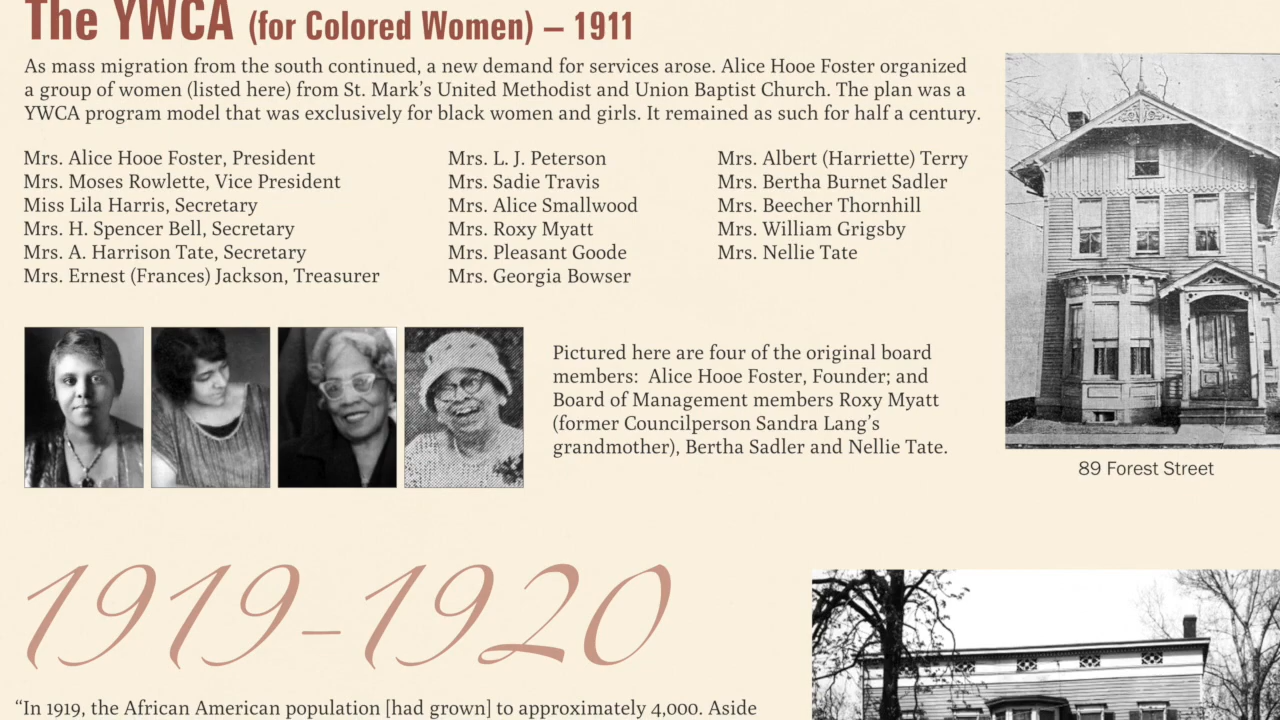 The YWCA (for Colored Women) – 1911
As mass migration from the south continued, a new demand for services arose. Alice Hooe Foster organized
a group of women (listed here) from St. Mark’s United Methodist and Union Baptist Church. The plan was a
YWCA program model that was exclusively for black women and girls. It remained as such for half a century.
Mrs. Alice Hooe Foster, President
Mrs. Moses Rowlette, Vice President
Miss Lila Harris, Secretary
Mrs. H. Spencer Bell, Secretary
Mrs. A. Harrison Tate, Secretary
Mrs. Ernest (Frances) Jackson, Treasurer
Mrs. L. J. Peterson
Mrs. Sadie Travis
Mrs. Alice Smallwood
Mrs. Roxy Myatt
Mrs. Pleasant Goode
Mrs. Georgia Bowser
Mrs. Albert (Harriette) Terry
Mrs. Bertha Burnet Sadler
Mrs. Beecher Thornhill
Mrs. William Grigsby
Mrs. Nellie Tate
Pictured here are four of the original board
members:  Alice Hooe Foster, Founder; and
Board of Management members Roxy Myatt
(former Councilperson Sandra Lang’s
grandmother), Bertha Sadler and Nellie Tate.
89 Forest Street
1919–1920
“In 1919, the African American population [had grown] to approximately 4,000. Aside